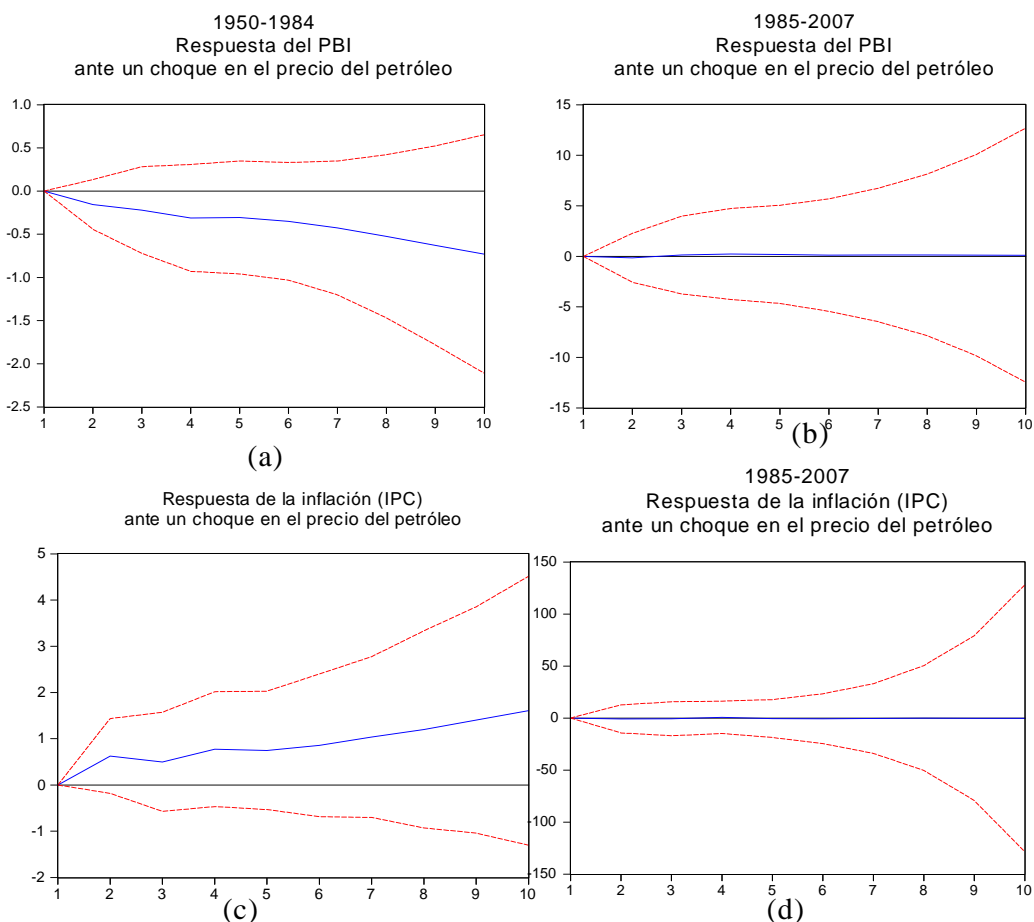 1950-1984
Respuesta del PBI
ante un choque en el precio del petróleo
1.0
0.5
0.0
-0.5
-1.0
-1.5
-2.0
-2.5
1 2 3 4 5 6 7 8 9 10
(a)
1985-2007
Respuesta del PBI
ante un choque en el precio del petróleo
15
10
5
0
-5
-10
-15
1 2 3 4 5 6 7 8 9 10
(b)
Respuesta de la inflación (IPC)
ante un choque en el precio del petróleo
5
4
3
2
1
0
-1
-2
1 2 3 4 5 6 7 8 9 10
(c)
1985-2007
Respuesta de la inflación (IPC)
ante un choque en el precio del petróleo
150
100
50
0
-50
-100
-150
1 2 3 4 5 6 7 8 9 10
(d)